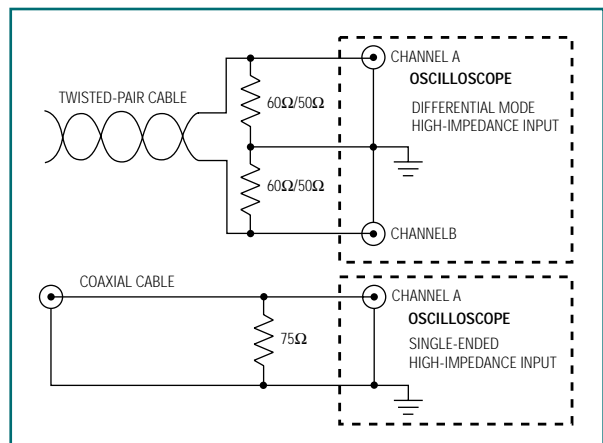 CHANNEL A
OSCILLOSCOPE
TWISTED-PAIR CABLE
60Ω/50Ω
DIFFERENTIAL MODE
HIGH-IMPEDANCE INPUT
60Ω/50Ω
CHANNELB
COAXIAL CABLE
CHANNEL A
OSCILLOSCOPE
75Ω
SINGLE-ENDED
HIGH-IMPEDANCE INPUT